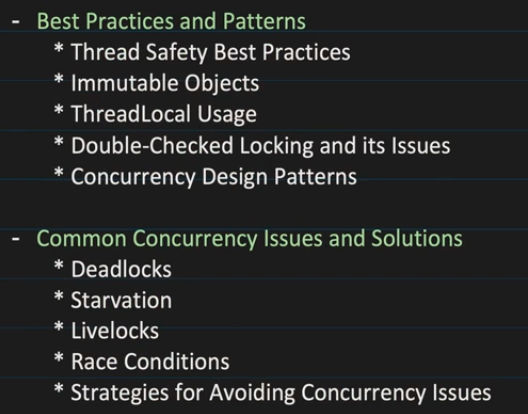 - Best Practices and Patterns
* Thread Safety Best Practices
* Immutable Objects
* ThreadLocal Usage
* Double-Checked Locking and its Issues
* Concurrency Design Patterns
- Common Concurrency Issues and Solutions
* Deadlocks
* Starvation
* Livelocks
* Race Conditions
* Strategies for Avoiding Concurrency Issues